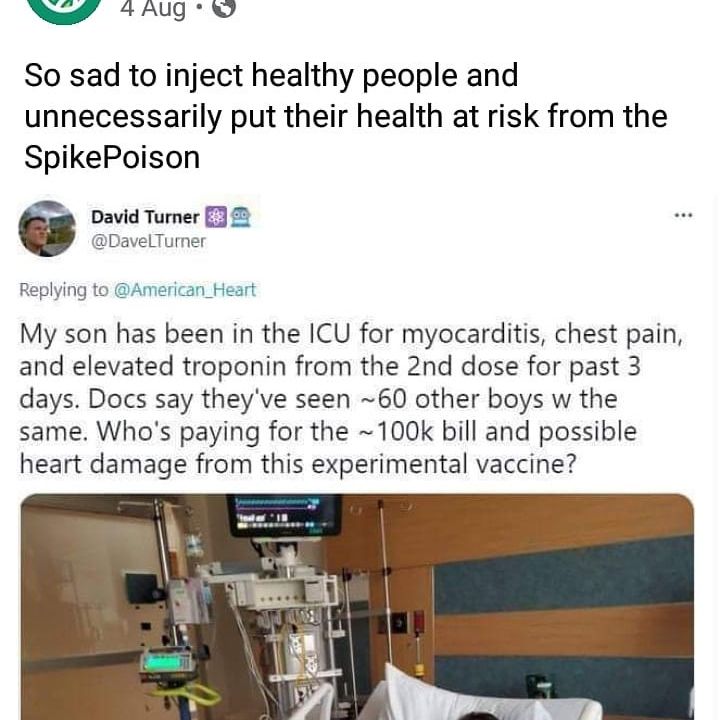 4 Aug •
So sad to inject healthy people and
unnecessarily put their health at risk from the
SpikePoison
David Turner
@DaveLTurner
Replying to @American_Heart
My son has been in the ICU for myocarditis, chest pain,
and elevated troponin from the 2nd dose for past 3
days. Docs say they've seen ~60 other boys w the
same. Who's paying for the ~100k bill and possible
heart damage from this experimental vaccine?